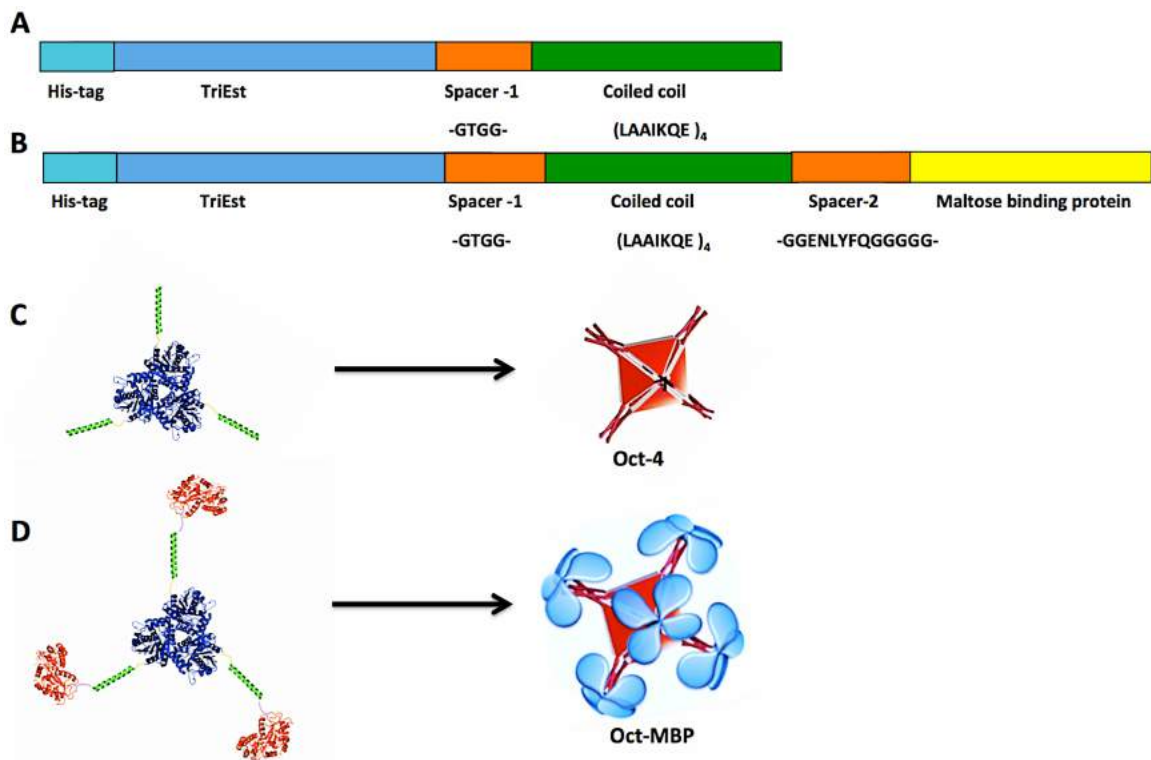 A
His-tag TriEst Spacer -1 Coiled coil
-GTGG- (LAAIKQE )4
B
His-tag TriEst Spacer -1 Coiled coil Spacer-2 Maltose binding protein
-GTGG- (LAAIKQE )4 -GGENLYFQGGGGG-
C
Oct-4
D
Oct-MBP